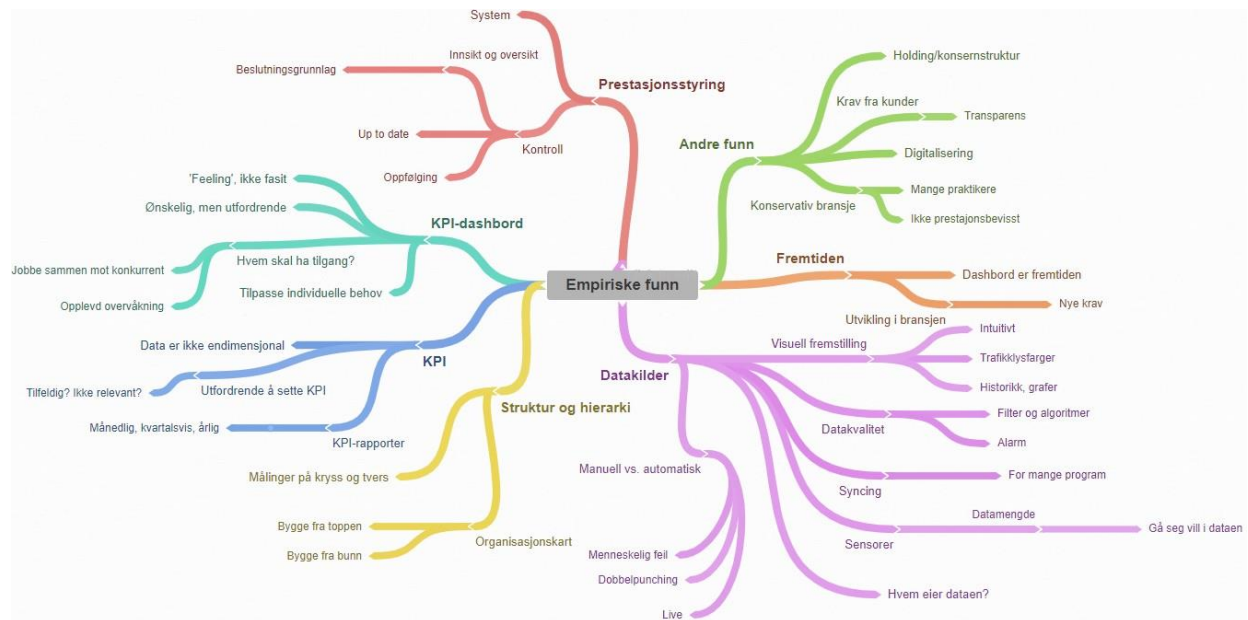 Empiriske funn
Prestasjonsstyring
System
Kontroll
Innsikt og oversikt
Beslutningsgrunnlag
Up to date
Oppfølging
KPI-dashbord
'Feeling', ikke fasit
Ønskelig, men utfordrende
Hvem skal ha tilgang?
Jobbe sammen mot konkurrent
Opplevd overvåkning
Tilpasse individuelle behov
KPI
Data er ikke endimensjonal
Utfordrende å sette KPI
Tilfeldig? Ikke relevant?
KPI-rapporter
Månedlig, kvartalsvis, årlig
Struktur og hierarki
Målinger på kryss og tvers
Organisasjonskart
Bygge fra toppen
Bygge fra bunn
Andre funn
Holding/konsernstruktur
Krav fra kunder
Transparens
Digitalisering
Konservativ bransje
Mange praktikere
Ikke prestajonsbevisst
Fremtiden
Dashbord er fremtiden
Utvikling i bransjen
Nye krav
Datakilder
Visuell fremstilling
Intuitivt
Trafikklysfarger
Historikk, grafer
Datakvalitet
Filter og algoritmer
Alarm
Syncing
For mange program
Sensorer
Datamengde
Gå seg vill i dataen
Hvem eier dataen?
Manuell vs. automatisk
Menneskelig feil
Dobbelpunching
Live